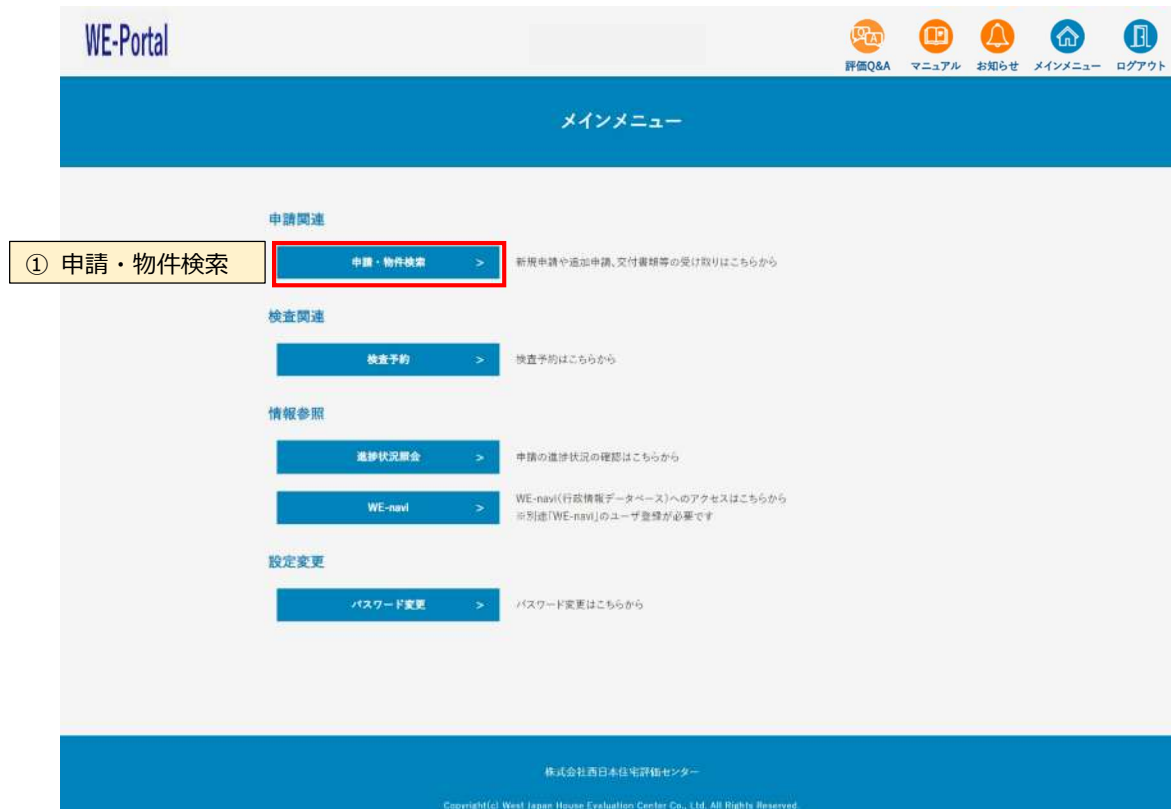 WE-Portal
評価Q&A
マニュアル
お知らせ
メインメニュー
ログアウト
メインメニュー
申請関連
① 申請・物件検索
申請・物件検索 >
新規申請や追加申請、交付書類等の受け取りはこちらから
検査関連
検査予約 >
検査予約はこちらから
情報参照
進捗状況照会 >
申請の進捗状況の確認はこちらから
WE-navi >
WE-navi(行政情報データベース)へのアクセスはこちらから
※別途「WE-navi」のユーザ登録が必要です
設定変更
パスワード変更 >
パスワード変更はこちらから
株式会社西日本住宅評価センター
Copyright(c) West Japan House Evaluation Center Co., Ltd. All Rights Reserved.